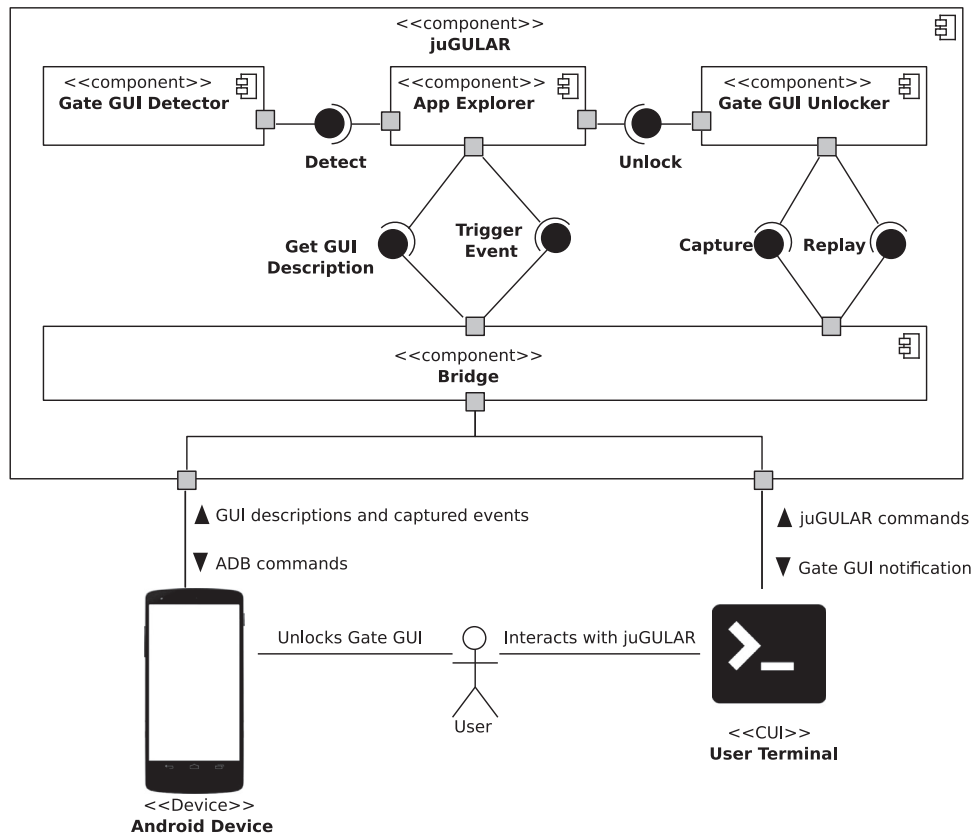 <<component>>
juGULAR
<<component>>
Gate GUI Detector
<<component>>
App Explorer
<<component>>
Gate GUI Unlocker
Detect
Unlock
Get GUI
Description
Trigger
Event
Capture
Replay
<<component>>
Bridge
GUI descriptions and captured events
ADB commands
juGULAR commands
Gate GUI notification
Unlocks Gate GUI
Interacts with juGULAR
User
<<CUI>>
User Terminal
<<Device>>
Android Device